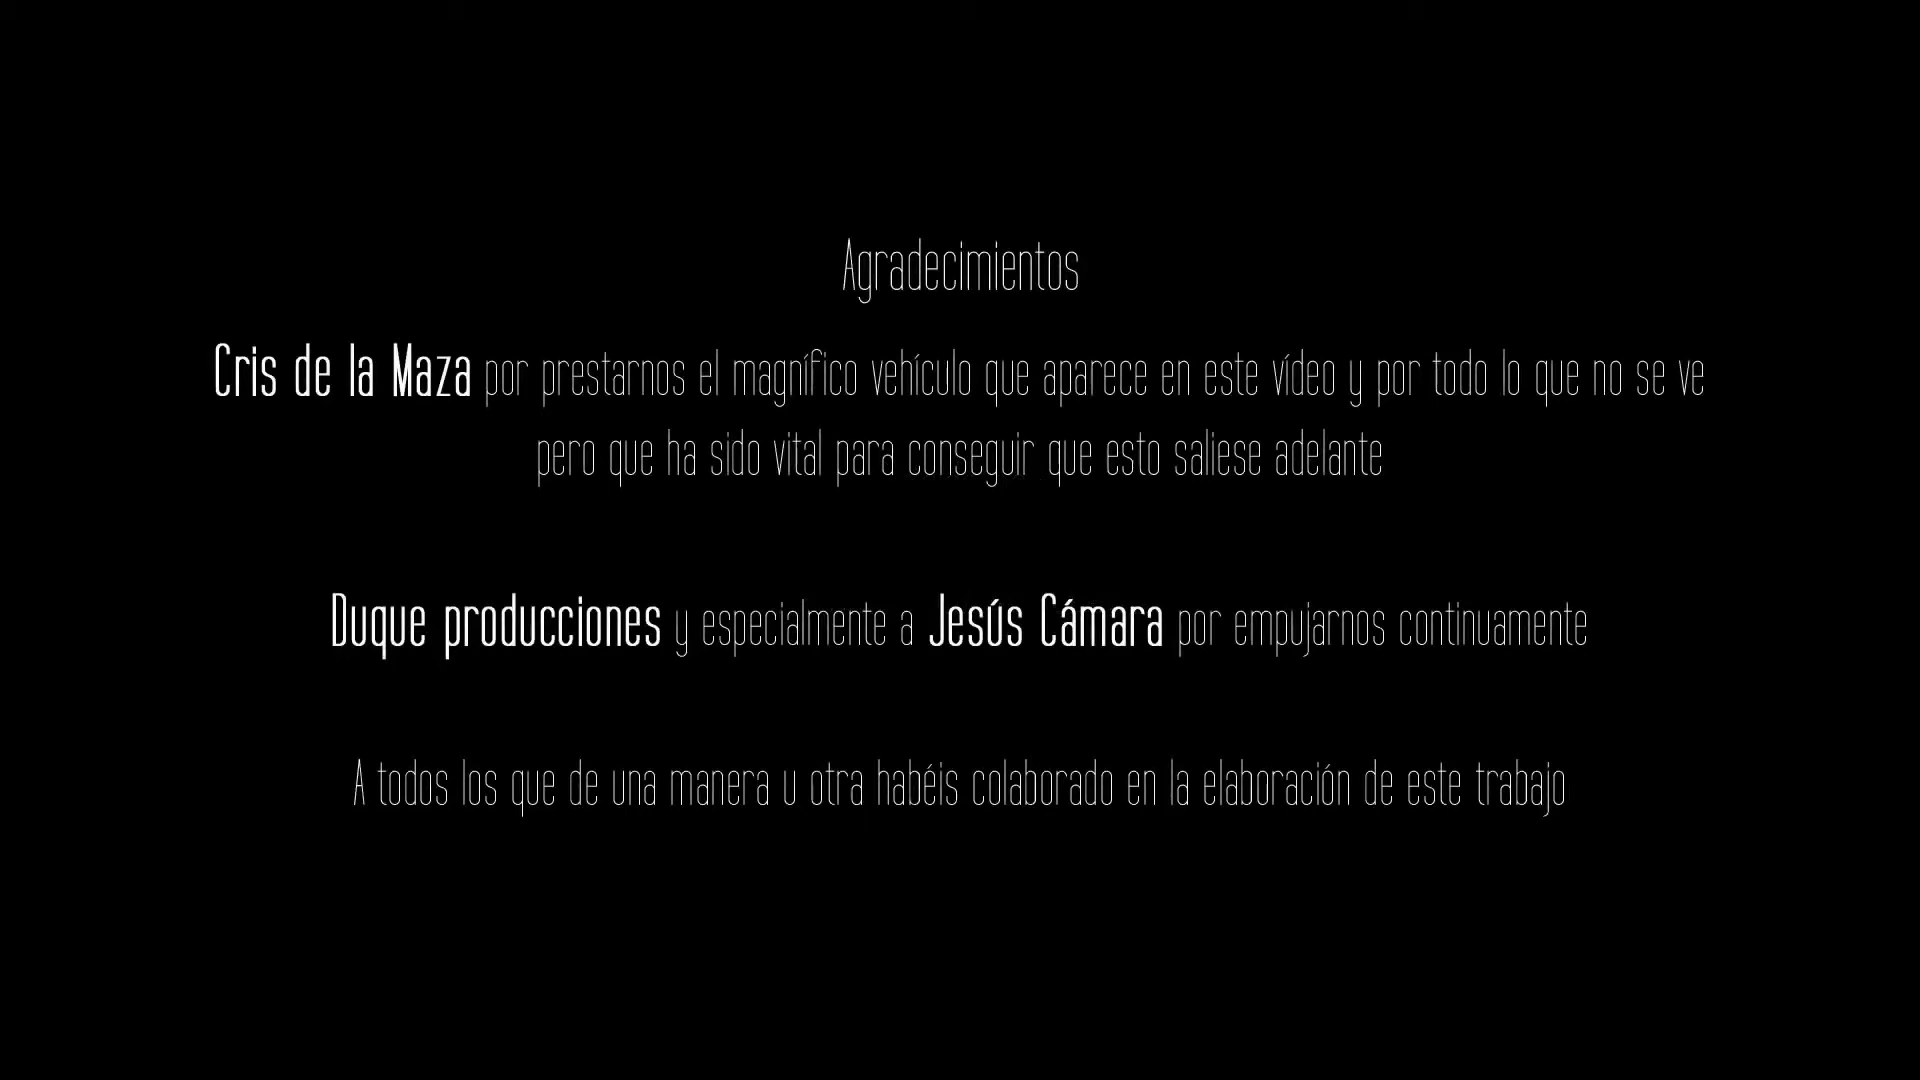 Agradecimientos
Cris de la Maza por prestarnos el magnífico vehículo que aparece en este vídeo y por todo lo que no se ve
pero que ha sido vital para conseguir que esto saliese adelante
Duque producciones y especialmente a Jesús Cámara por empujarnos continuamente
A todos los que de una manera u otra habéis colaborado en la elaboración de este trabajo